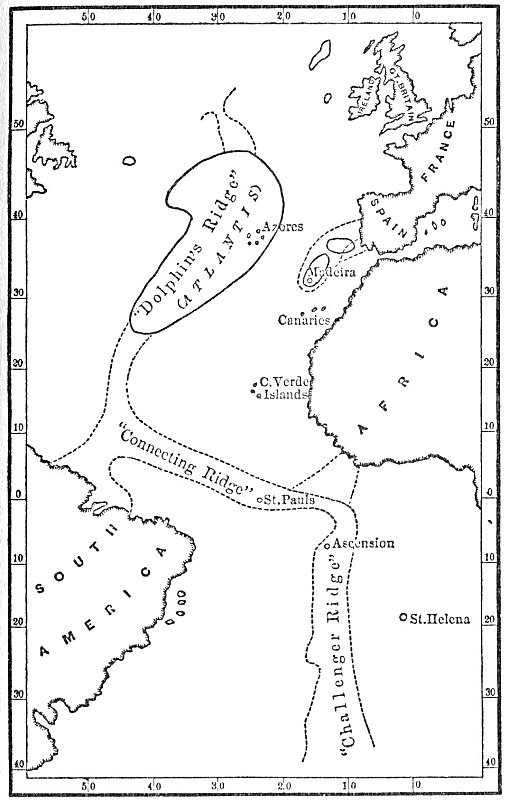 50 40 30 20 10 0
IRELAND
GT. BRITAIN
50
50
FRANCE
40
40
SPAIN
"Dolphin's Ridge"
(ATLANTIS)
Azores
Madeira
30
30
Canaries
AFRICA
20
20
C. Verde
Islands
10
10
"Connecting Ridge"
0
0
St. Pauls
SOUTH
AMERICA
Ascension
10
10
"Challenger Ridge"
St. Helena
20
20
30
30
40
40
50 40 30 20 10 0